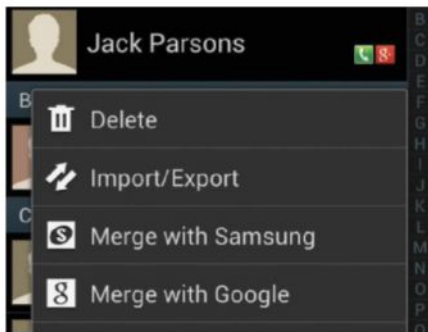 Jack Parsons
B
Delete
Import/Export
C
Merge with Samsung
Merge with Google
B
C
D
E
F
G
H
I
J
K
L
M
N
O
P